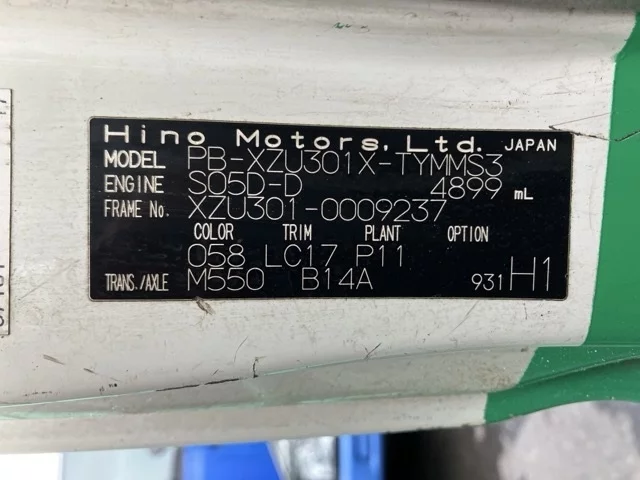 Hino Motors, Ltd. JAPAN
MODEL PB-XZU301X-TYMMS3
ENGINE S05D-D 4899 mL
FRAME No. XZU301-0009237
COLOR TRIM PLANT OPTION
058 LC17 P11
TRANS./AXLE M550 B14A 931 H1